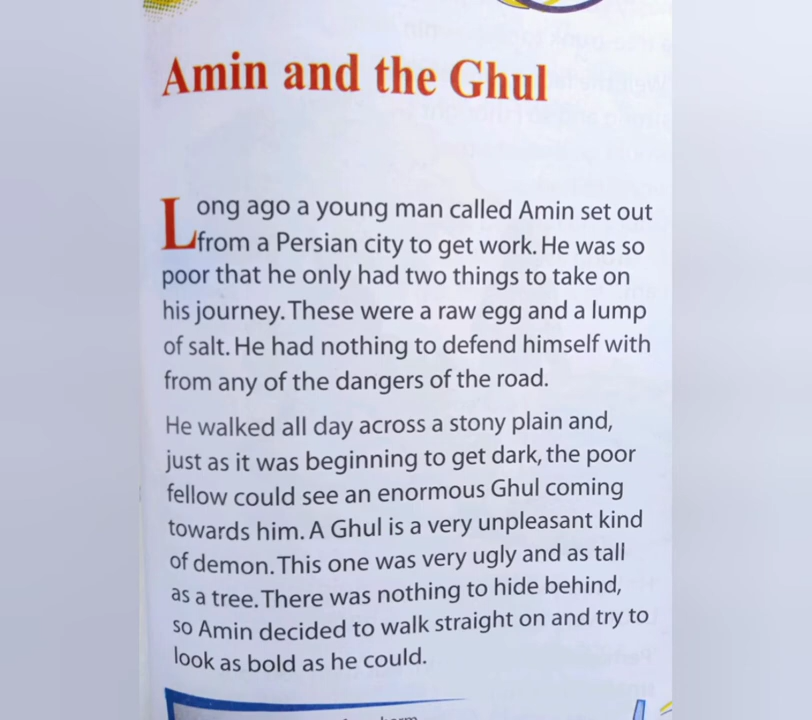 Amin and the Ghul
Long ago a young man called Amin set out
from a Persian city to get work. He was so
poor that he only had two things to take on
his journey. These were a raw egg and a lump
of salt. He had nothing to defend himself with
from any of the dangers of the road.
He walked all day across a stony plain and,
just as it was beginning to get dark, the poor
fellow could see an enormous Ghul coming
towards him. A Ghul is a very unpleasant kind
of demon. This one was very ugly and as tall
as a tree. There was nothing to hide behind,
so Amin decided to walk straight on and try to
look as bold as he could.